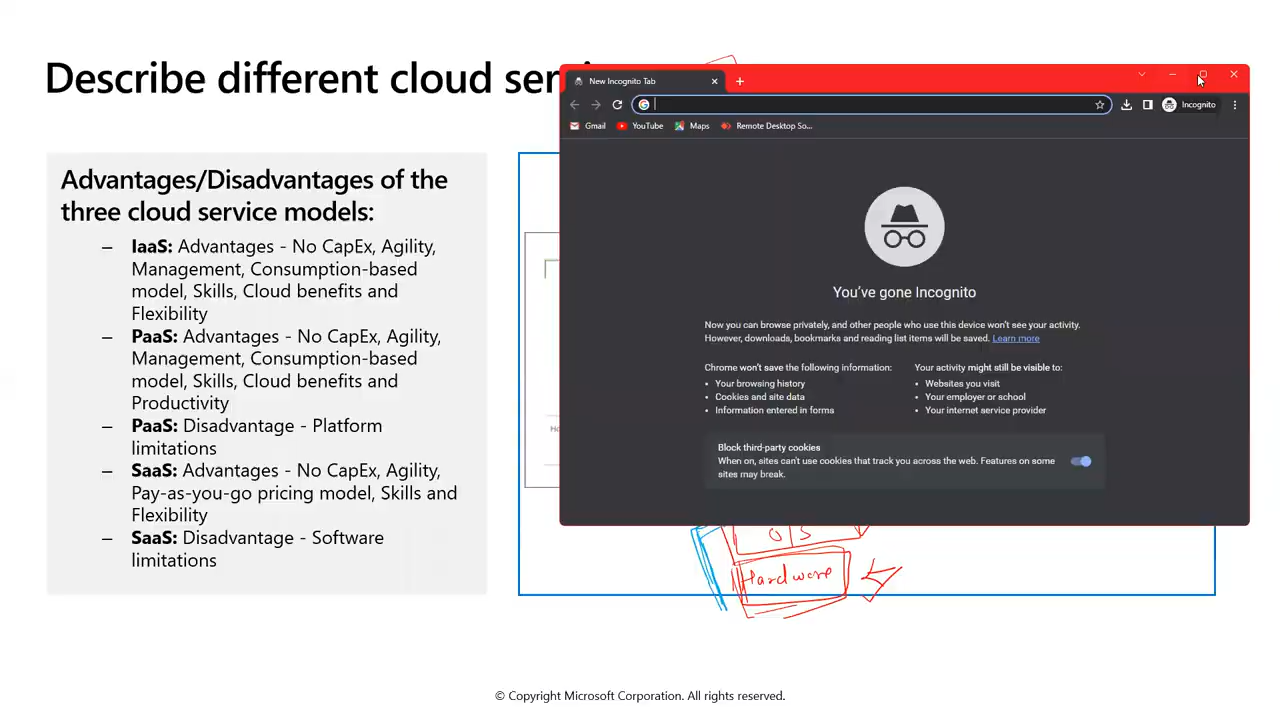 Describe different cloud ser
Advantages/Disadvantages of the
three cloud service models:
– IaaS: Advantages - No CapEx, Agility,
Management, Consumption-based
model, Skills, Cloud benefits and
Flexibility
– PaaS: Advantages - No CapEx, Agility,
Management, Consumption-based
model, Skills, Cloud benefits and
Productivity
– PaaS: Disadvantage - Platform
limitations
– SaaS: Advantages - No CapEx, Agility,
Pay-as-you-go pricing model, Skills and
Flexibility
– SaaS: Disadvantage - Software
limitations
New Incognito Tab
Incognito
Gmail YouTube Maps Remote Desktop So...
You've gone Incognito
Now you can browse privately, and other people who use this device won't see your activity.
However, downloads, bookmarks and reading list items will be saved. Learn more
Chrome won't save the following information:
• Your browsing history
• Cookies and site data
• Information entered in forms
Your activity might still be visible to:
• Websites you visit
• Your employer or school
• Your internet service provider
Block third-party cookies
When on, sites can't use cookies that track you across the web. Features on some
sites may break.
Ho
O/S
Hardware
© Copyright Microsoft Corporation. All rights reserved.